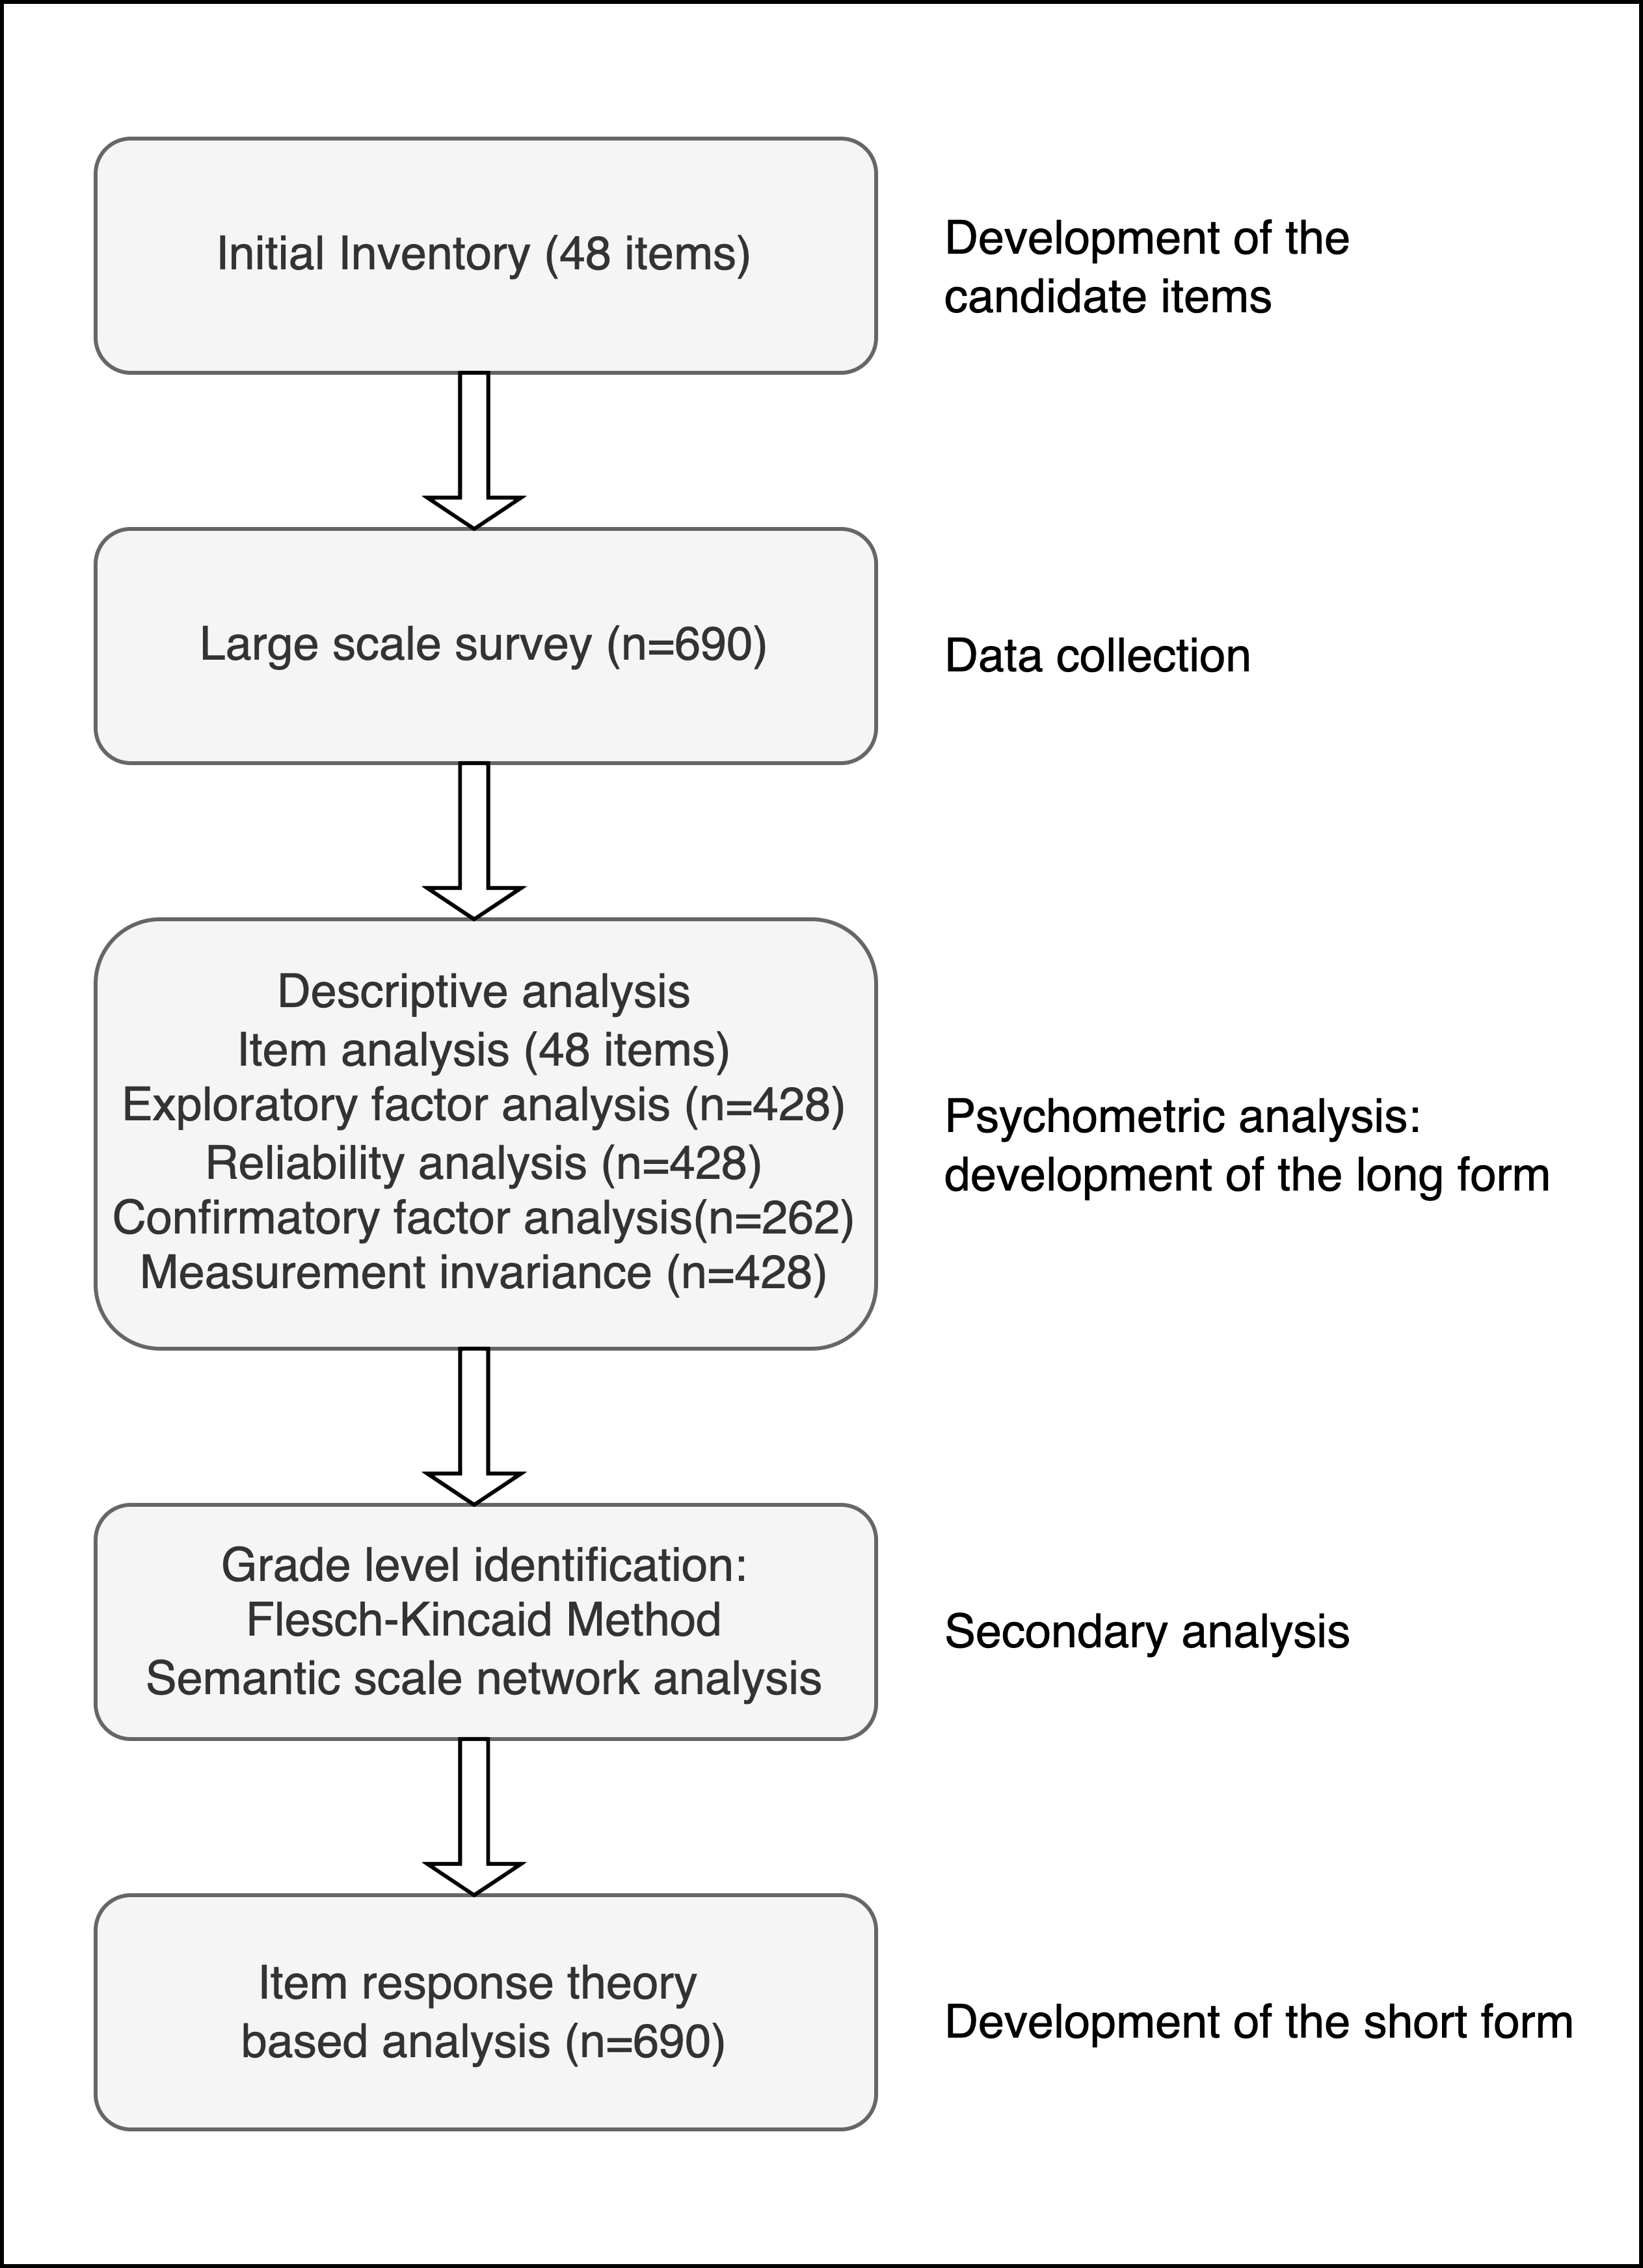 Initial Inventory (48 items)
Development of the
candidate items
Large scale survey (n=690)
Data collection
Descriptive analysis
Item analysis (48 items)
Exploratory factor analysis (n=428)
Reliability analysis (n=428)
Confirmatory factor analysis(n=262)
Measurement invariance (n=428)
Psychometric analysis:
development of the long form
Grade level identification:
Flesch-Kincaid Method
Semantic scale network analysis
Secondary analysis
Item response theory
based analysis (n=690)
Development of the short form